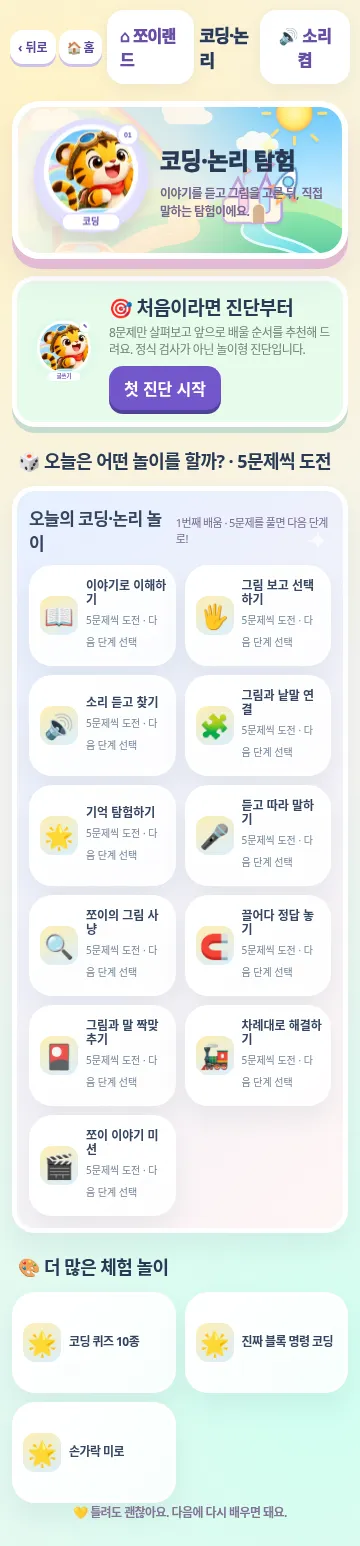 ‹ 뒤로
🏠 홈
⌂ 쪼이랜
드
코딩·논
리
🔊 소리
켬
01
코딩
코딩·논리 탐험
이야기를 듣고 그림을 고른 뒤, 직접
말하는 탐험이에요.
글쓰기
🎯 처음이라면 진단부터
8문제만 살펴보고 앞으로 배울 순서를 추천해 드
려요. 정식 검사가 아닌 놀이형 진단입니다.
첫 진단 시작
🎲 오늘은 어떤 놀이를 할까? · 5문제씩 도전
오늘의 코딩·논리 놀
이
1번째 배움 · 5문제를 풀면 다음 단계
로!
이야기로 이해하
기
5문제씩 도전 · 다
음 단계 선택
그림 보고 선택
하기
5문제씩 도전 · 다
음 단계 선택
소리 듣고 찾기
5문제씩 도전 · 다
음 단계 선택
그림과 낱말 연
결
5문제씩 도전 · 다
음 단계 선택
기억 탐험하기
5문제씩 도전 · 다
음 단계 선택
듣고 따라 말하
기
5문제씩 도전 · 다
음 단계 선택
쪼이의 그림 사
냥
5문제씩 도전 · 다
음 단계 선택
끌어다 정답 놓
기
5문제씩 도전 · 다
음 단계 선택
그림과 말 짝맞
추기
5문제씩 도전 · 다
음 단계 선택
차례대로 해결하
기
5문제씩 도전 · 다
음 단계 선택
쪼이 이야기 미
션
5문제씩 도전 · 다
음 단계 선택
🎨 더 많은 체험 놀이
코딩 퀴즈 10종
진짜 블록 명령 코딩
손가락 미로
💛 틀려도 괜찮아요. 다음에 다시 배우면 돼요.